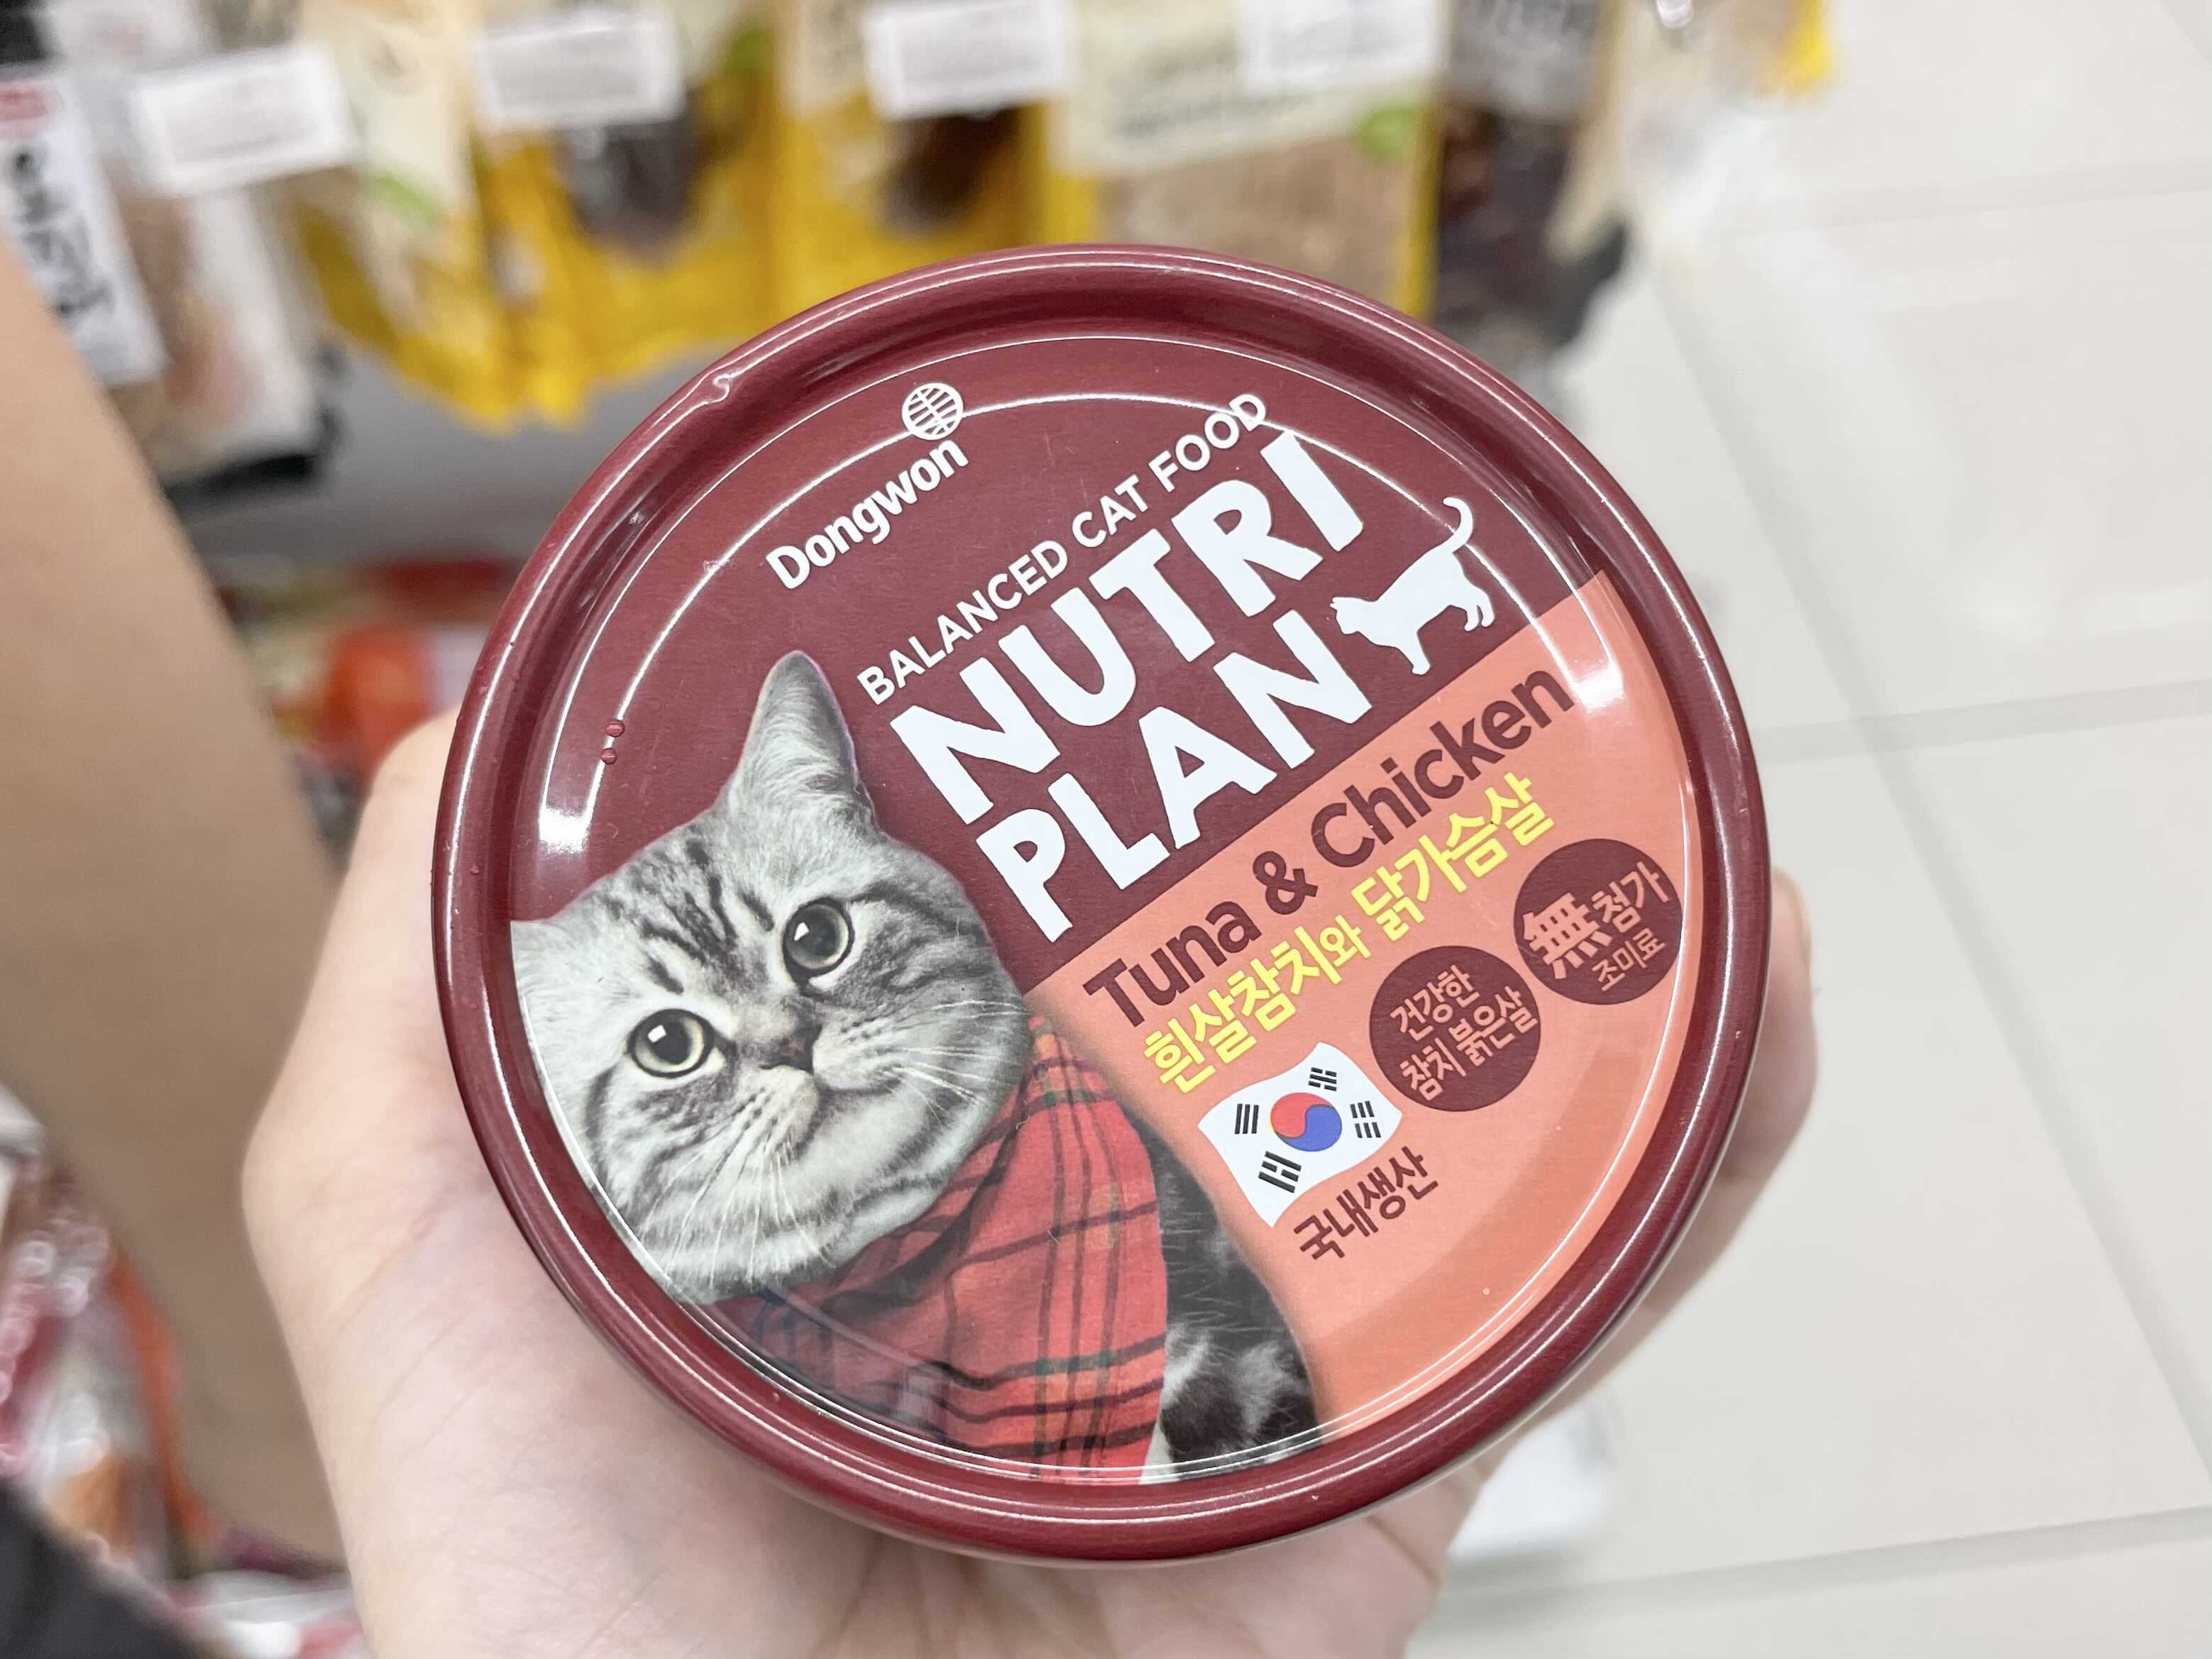 Dongwon
BALANCED CAT FOOD
NUTRI
PLAN
Tuna & Chicken
흰살참치와 닭가슴살
無첨가
조미료
건강한
참치 붉은살
국내생산